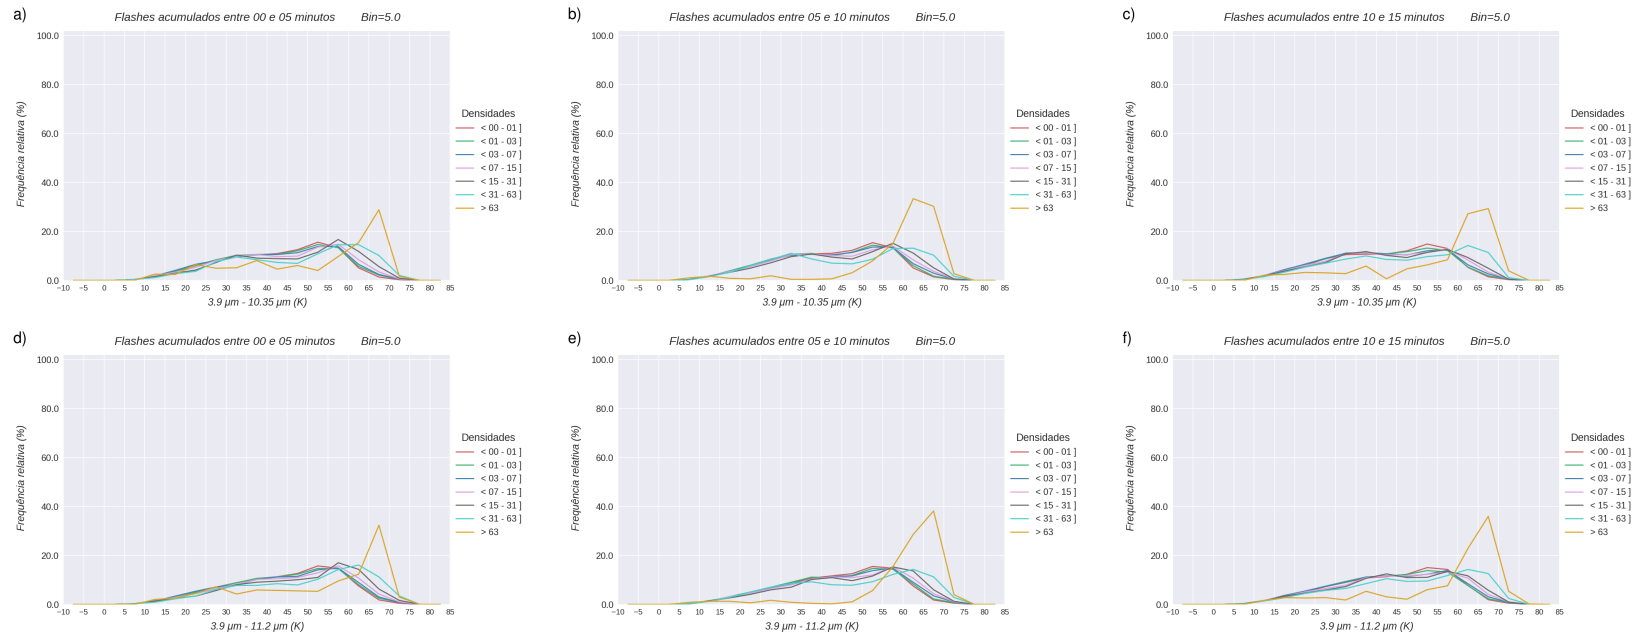 a)
Flashes acumulados entre 00 e 05 minutos Bin=5.0
100.0
80.0
60.0
40.0
20.0
0.0
Frequência relativa (%)
−10 −5 0 5 10 15 20 25 30 35 40 45 50 55 60 65 70 75 80 85
3.9 μm - 10.35 μm (K)
Densidades
< 00 - 01 ]
< 01 - 03 ]
< 03 - 07 ]
< 07 - 15 ]
< 15 - 31 ]
< 31 - 63 ]
> 63
b)
Flashes acumulados entre 05 e 10 minutos Bin=5.0
100.0
80.0
60.0
40.0
20.0
0.0
Frequência relativa (%)
−10 −5 0 5 10 15 20 25 30 35 40 45 50 55 60 65 70 75 80 85
3.9 μm - 10.35 μm (K)
Densidades
< 00 - 01 ]
< 01 - 03 ]
< 03 - 07 ]
< 07 - 15 ]
< 15 - 31 ]
< 31 - 63 ]
> 63
c)
Flashes acumulados entre 10 e 15 minutos Bin=5.0
100.0
80.0
60.0
40.0
20.0
0.0
Frequência relativa (%)
−10 −5 0 5 10 15 20 25 30 35 40 45 50 55 60 65 70 75 80 85
3.9 μm - 10.35 μm (K)
Densidades
< 00 - 01 ]
< 01 - 03 ]
< 03 - 07 ]
< 07 - 15 ]
< 15 - 31 ]
< 31 - 63 ]
> 63
d)
Flashes acumulados entre 00 e 05 minutos Bin=5.0
100.0
80.0
60.0
40.0
20.0
0.0
Frequência relativa (%)
−10 −5 0 5 10 15 20 25 30 35 40 45 50 55 60 65 70 75 80 85
3.9 μm - 11.2 μm (K)
Densidades
< 00 - 01 ]
< 01 - 03 ]
< 03 - 07 ]
< 07 - 15 ]
< 15 - 31 ]
< 31 - 63 ]
> 63
e)
Flashes acumulados entre 05 e 10 minutos Bin=5.0
100.0
80.0
60.0
40.0
20.0
0.0
Frequência relativa (%)
−10 −5 0 5 10 15 20 25 30 35 40 45 50 55 60 65 70 75 80 85
3.9 μm - 11.2 μm (K)
Densidades
< 00 - 01 ]
< 01 - 03 ]
< 03 - 07 ]
< 07 - 15 ]
< 15 - 31 ]
< 31 - 63 ]
> 63
f)
Flashes acumulados entre 10 e 15 minutos Bin=5.0
100.0
80.0
60.0
40.0
20.0
0.0
Frequência relativa (%)
−10 −5 0 5 10 15 20 25 30 35 40 45 50 55 60 65 70 75 80 85
3.9 μm - 11.2 μm (K)
Densidades
< 00 - 01 ]
< 01 - 03 ]
< 03 - 07 ]
< 07 - 15 ]
< 15 - 31 ]
< 31 - 63 ]
> 63